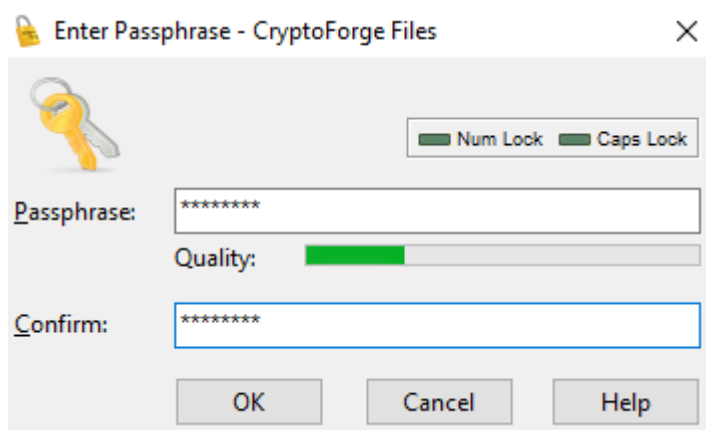 Enter Passphrase - CryptoForge Files
Num Lock Caps Lock
Passphrase: ********
Quality:
Confirm: ********
OK Cancel Help